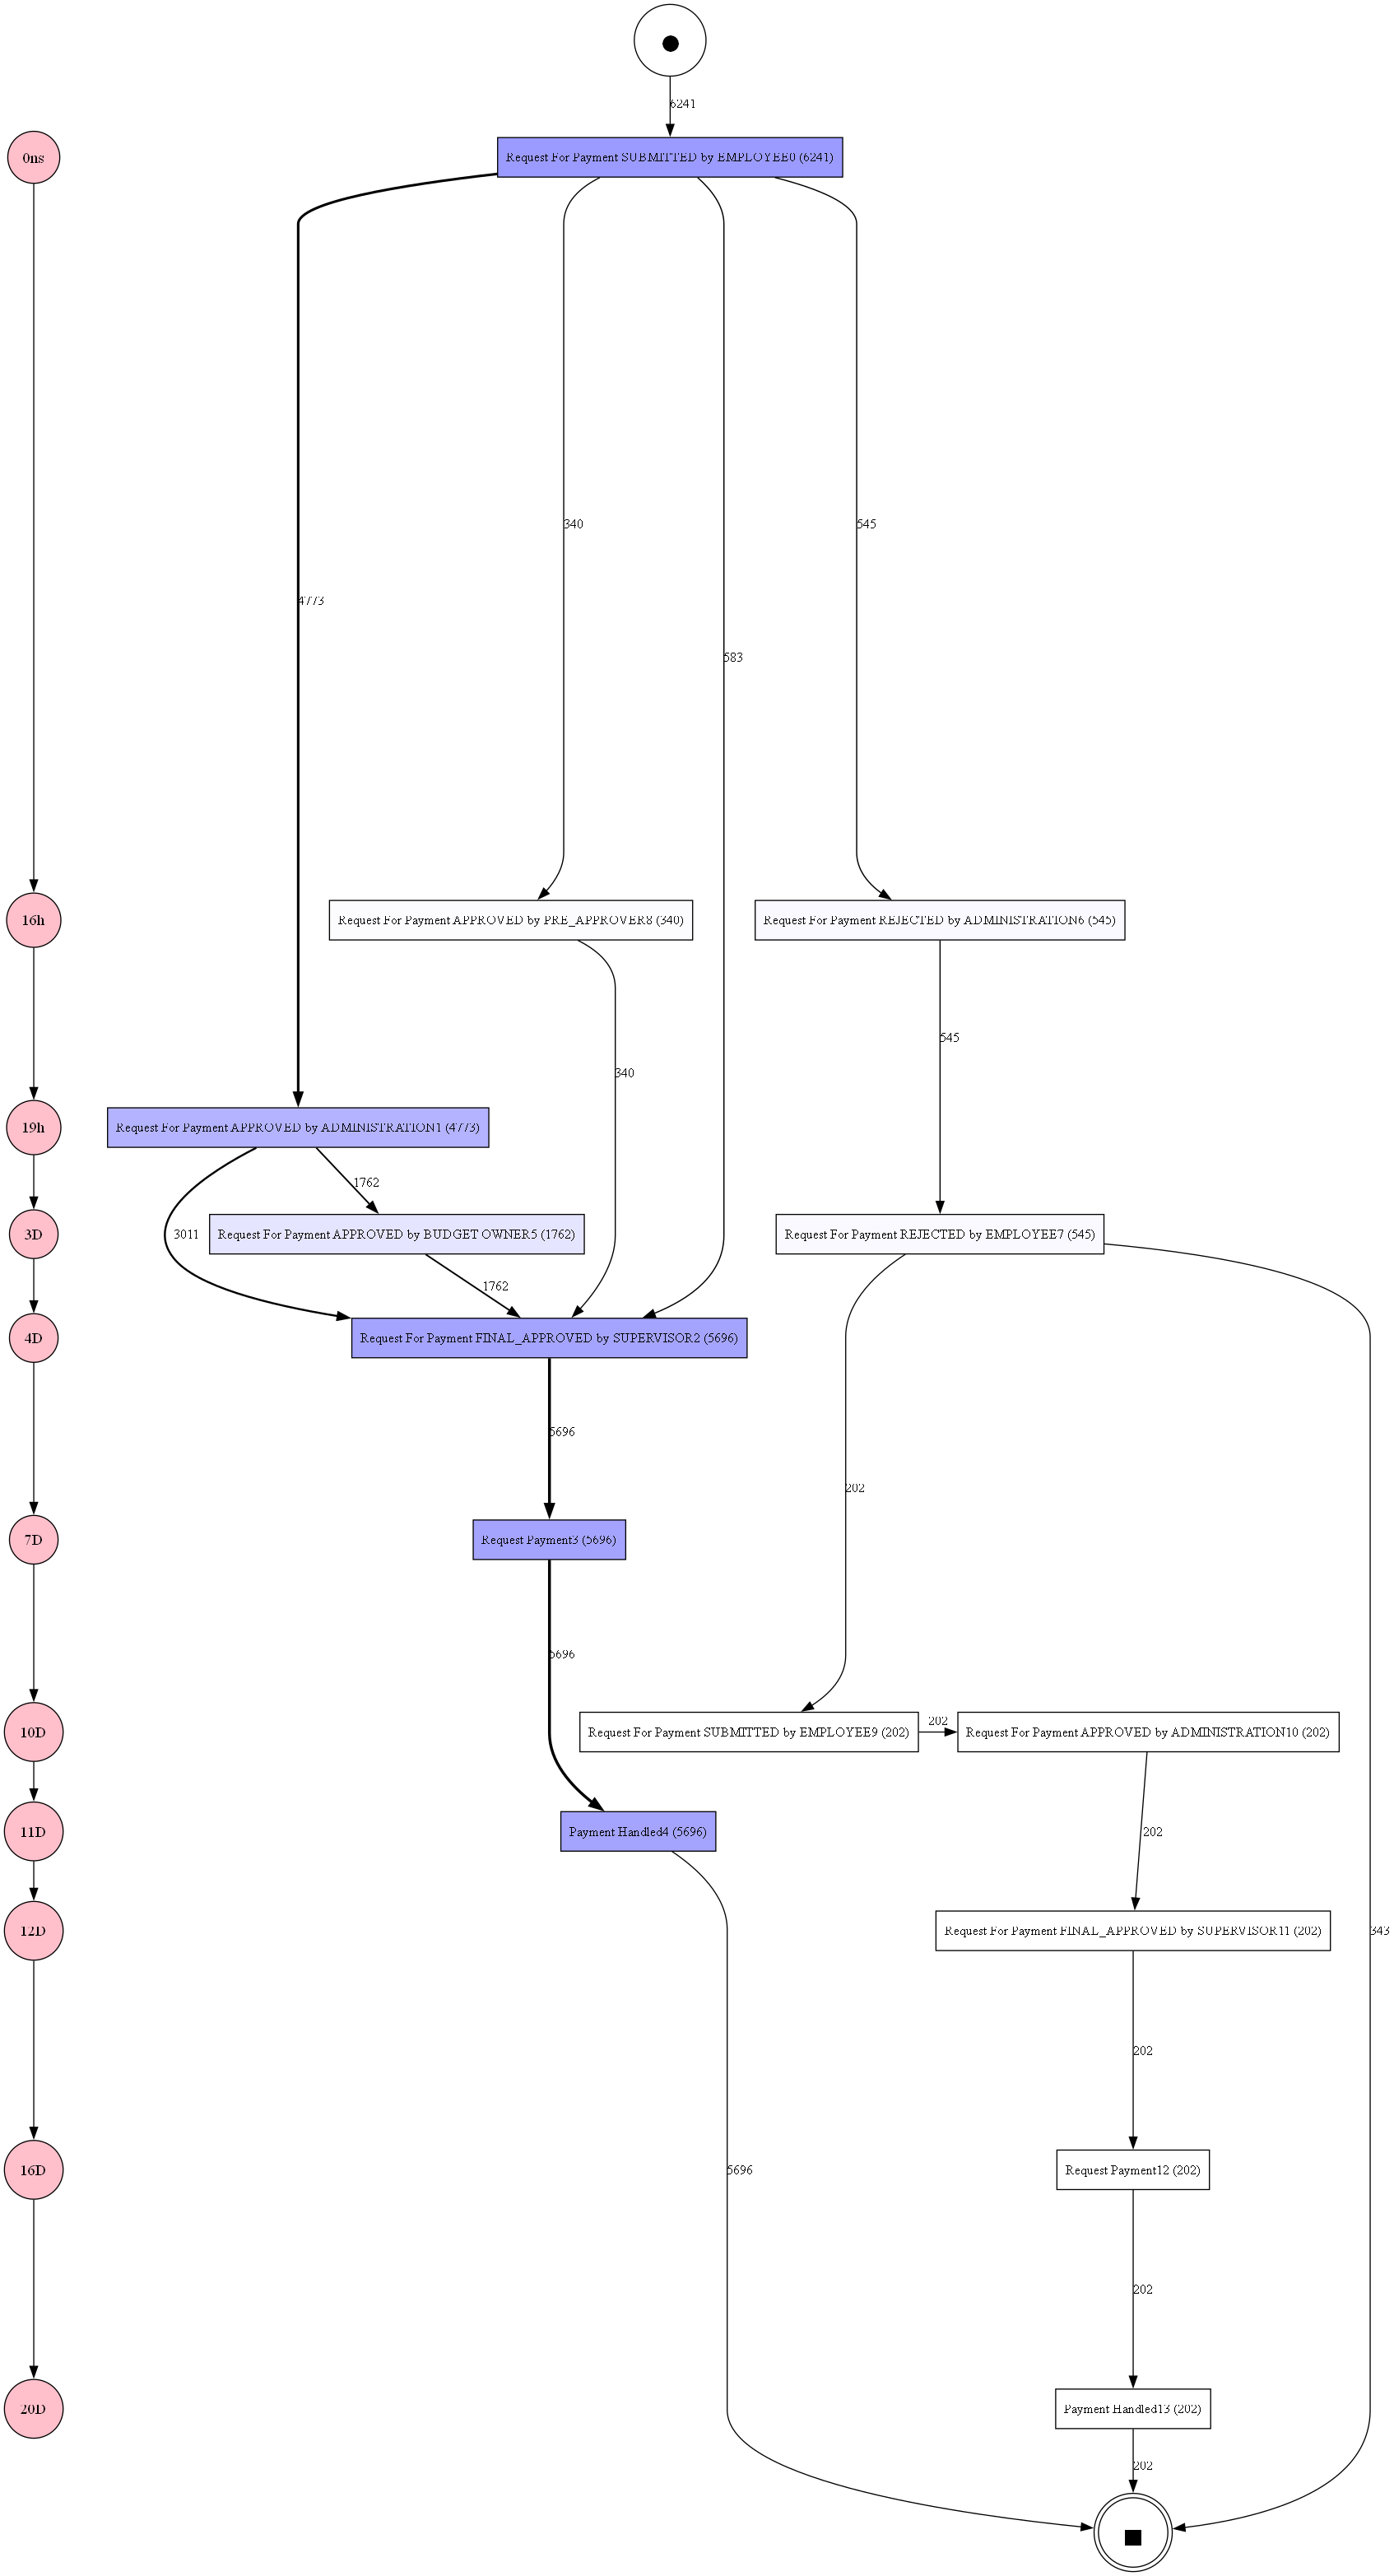 6241
0ns
Request For Payment SUBMITTED by EMPLOYEE0 (6241)
340
545
4773
583
16h
Request For Payment APPROVED by PRE_APPROVER8 (340)
Request For Payment REJECTED by ADMINISTRATION6 (545)
545
340
19h
Request For Payment APPROVED by ADMINISTRATION1 (4773)
1762
3D
3011
Request For Payment APPROVED by BUDGET OWNER5 (1762)
Request For Payment REJECTED by EMPLOYEE7 (545)
1762
4D
Request For Payment FINAL_APPROVED by SUPERVISOR2 (5696)
5696
202
7D
Request Payment3 (5696)
5696
10D
Request For Payment SUBMITTED by EMPLOYEE9 (202)
202
Request For Payment APPROVED by ADMINISTRATION10 (202)
11D
Payment Handled4 (5696)
202
12D
Request For Payment FINAL_APPROVED by SUPERVISOR11 (202)
343
202
16D
5696
Request Payment12 (202)
202
20D
Payment Handled13 (202)
202